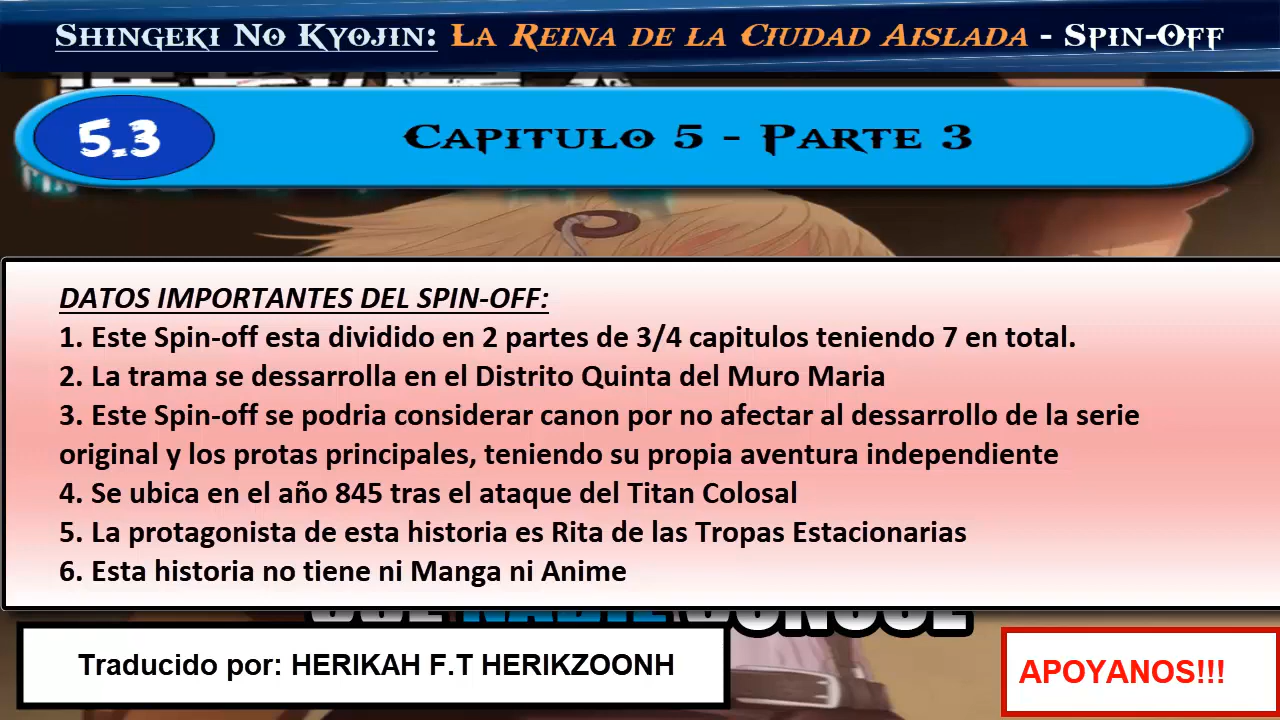 Shingeki No Kyojin: La Reina de la Ciudad Aislada - Spin-Off
5.3
Capitulo 5 - Parte 3
DATOS IMPORTANTES DEL SPIN-OFF:
1. Este Spin-off esta dividido en 2 partes de 3/4 capitulos teniendo 7 en total.
2. La trama se dessarrolla en el Distrito Quinta del Muro Maria
3. Este Spin-off se podria considerar canon por no afectar al dessarrollo de la serie
original y los protas principales, teniendo su propia aventura independiente
4. Se ubica en el año 845 tras el ataque del Titan Colosal
5. La protagonista de esta historia es Rita de las Tropas Estacionarias
6. Esta historia no tiene ni Manga ni Anime
Traducido por: HERIKAH F.T HERIKZOONH
APOYANOS!!!